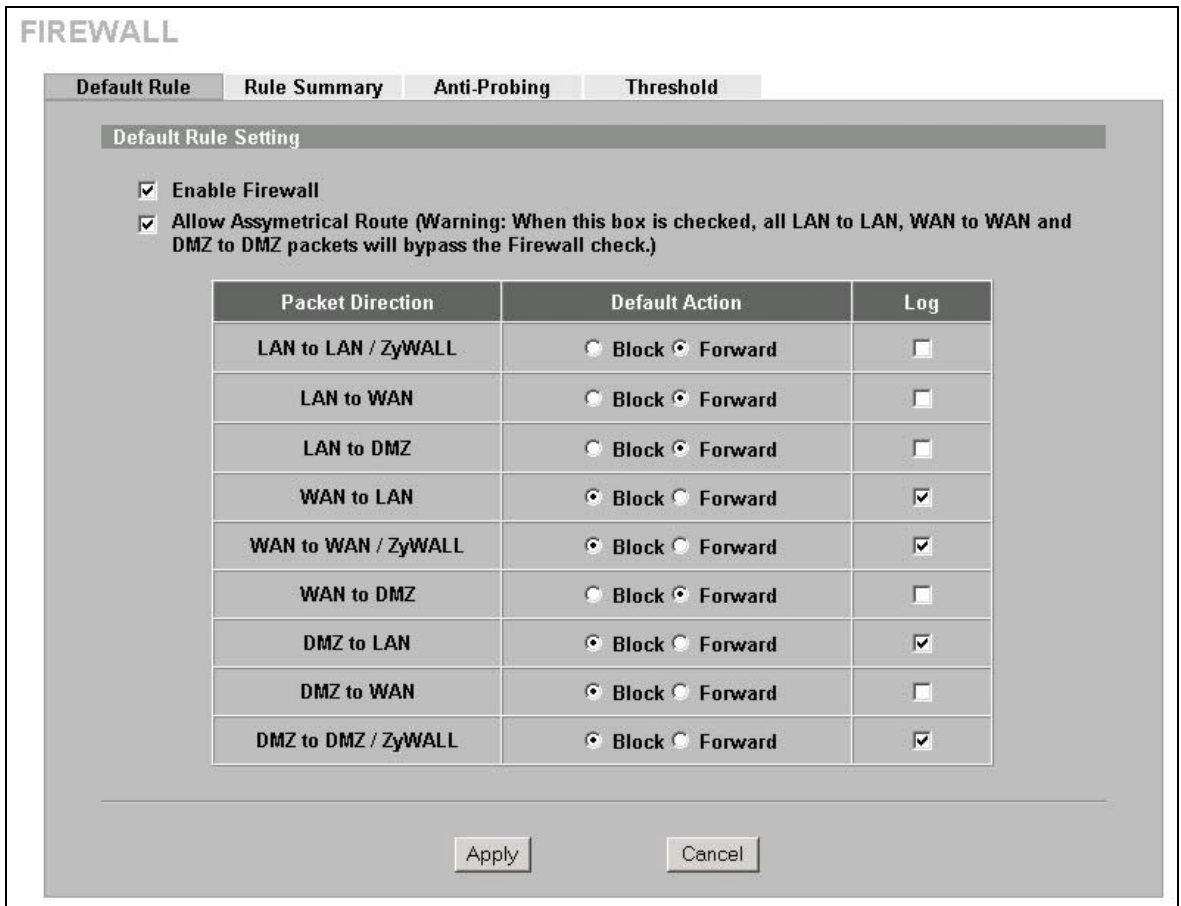 FIREWALL
Default Rule
Rule Summary
Anti-Probing
Threshold
Default Rule Setting
Enable Firewall
Allow Assymetrical Route (Warning: When this box is checked, all LAN to LAN, WAN to WAN and
DMZ to DMZ packets will bypass the Firewall check.)
Packet Direction Default Action Log
LAN to LAN / ZyWALL Block Forward
LAN to WAN Block Forward
LAN to DMZ Block Forward
WAN to LAN Block Forward
WAN to WAN / ZyWALL Block Forward
WAN to DMZ Block Forward
DMZ to LAN Block Forward
DMZ to WAN Block Forward
DMZ to DMZ / ZyWALL Block Forward
Apply Cancel